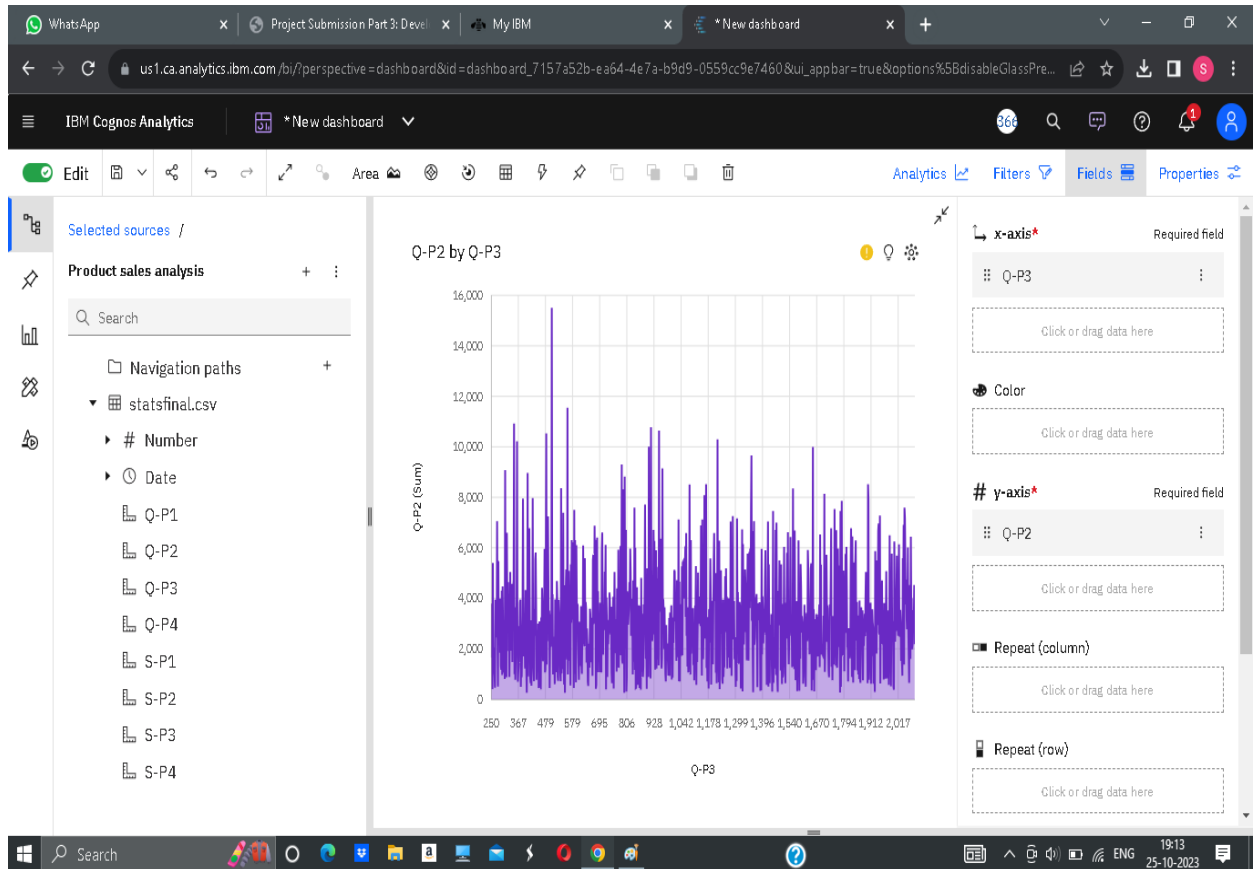 WhatsApp
Project Submission Part 3: Devel
My IBM
* New dashboard
us1.ca.analytics.ibm.com/bi/?perspective=dashboard&id=dashboard_7157a52b-ea64-4e7a-b9d9-0559cc9e7460&ui_appbar=true&options%5BdisableGlassPre...
S
IBM Cognos Analytics
* New dashboard
366
1
Edit
Area
Analytics
Filters
Fields
Properties
Selected sources /
Product sales analysis
Search
Navigation paths
statsfinal.csv
# Number
Date
Q-P1
Q-P2
Q-P3
Q-P4
S-P1
S-P2
S-P3
S-P4
Q-P2 by Q-P3
16,000
14,000
12,000
10,000
8,000
6,000
4,000
2,000
0
Q-P2 (Sum)
250 367 479 579 695 806 928 1,042 1,178 1,299 1,396 1,540 1,670 1,794 1,912 2,017
Q-P3
x-axis* Required field
Q-P3
Click or drag data here
Color
Click or drag data here
# y-axis* Required field
Q-P2
Click or drag data here
Repeat (column)
Click or drag data here
Repeat (row)
Click or drag data here
Search
ENG
19:13
25-10-2023